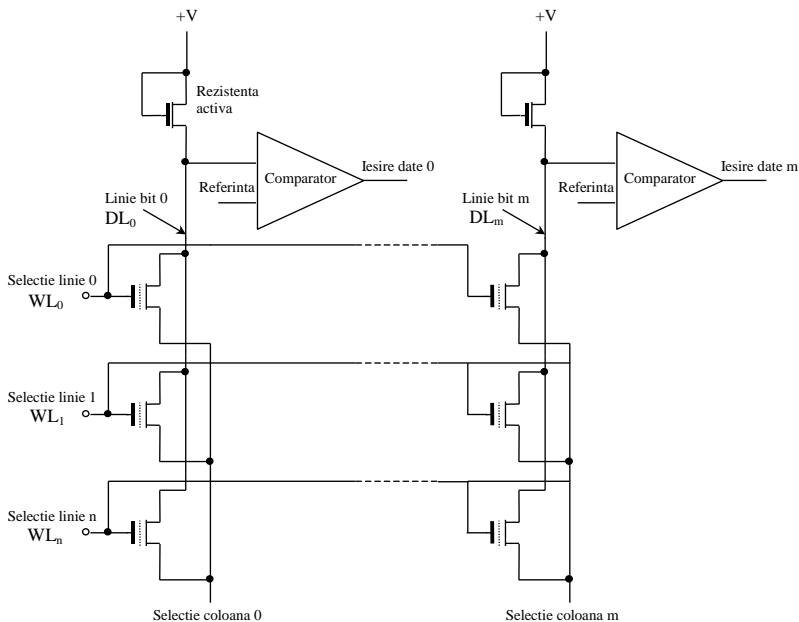 +V
+V
Rezistenta
activa
Iesire date 0
Iesire date m
Comparator
Comparator
Referinta
Referinta
Linie bit 0
DL0
Linie bit m
DLm
Selectie linie 0
WL0
Selectie linie 1
WL1
Selectie linie n
WLn
Selectie coloana 0
Selectie coloana m